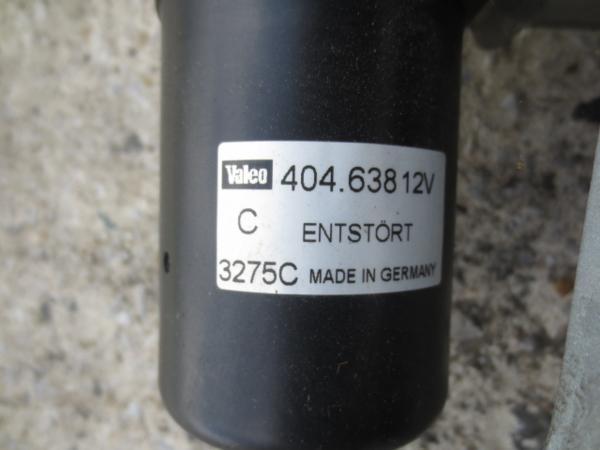 Valeo 404.638 12V
C ENTSTÖRT
3275C MADE IN GERMANY